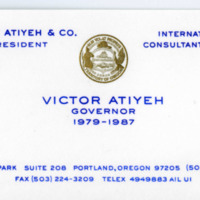 ATIYEH & CO.
INTERNAT
RESIDENT
CONSULTANT
VICTOR ATIYEH
GOVERNOR
1979-1987
PARK SUITE 208 PORTLAND, OREGON 97205 (50
FAX (503) 224-3209 TELEX 4949883 AIL UI